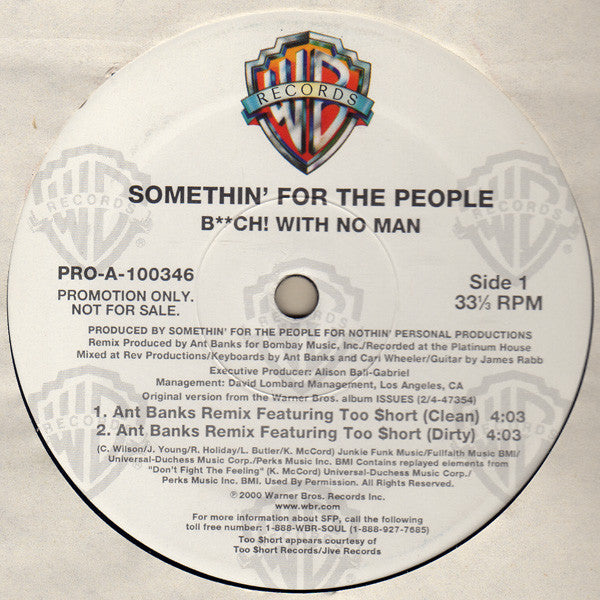 WB
RECORDS
SOMETHIN' FOR THE PEOPLE
B**CH! WITH NO MAN
PRO-A-100346
PROMOTION ONLY.
NOT FOR SALE.
Side 1
33⅓ RPM
PRODUCED BY SOMETHIN' FOR THE PEOPLE FOR NOTHIN' PERSONAL PRODUCTIONS
Remix Produced by Ant Banks for Bombay Music, Inc./Recorded at the Platinum House
Mixed at Rev Productions/Keyboards by Ant Banks and Carl Wheeler/Guitar by James Rabb
Executive Producer: Alison Ball-Gabriel
Management: David Lombard Management, Los Angeles, CA
Original version from the Warner Bros. album ISSUES (2/4-47354)
1. Ant Banks Remix Featuring Too $hort (Clean) 4:03
2. Ant Banks Remix Featuring Too $hort (Dirty) 4:03
(C. Wilson/J. Young/R. Holiday/L. Butler/K. McCord) Junkie Funk Music/Fullfaith Music BMI/
Universal-Duchess Music Corp./Perks Music Inc. BMI Contains replayed elements from
"Don't Fight The Feeling" (K. McCord) Universal-Duchess Music Corp./
Perks Music Inc. BMI. Used By Permission. All Rights Reserved.
℗2000 Warner Bros. Records Inc.
www.wbr.com
For more information about SFP, call the following
toll free number: 1-888-WBR-SOUL (1-888-927-7685)
Too $hort appears courtesy of
Too $hort Records/Jive Records